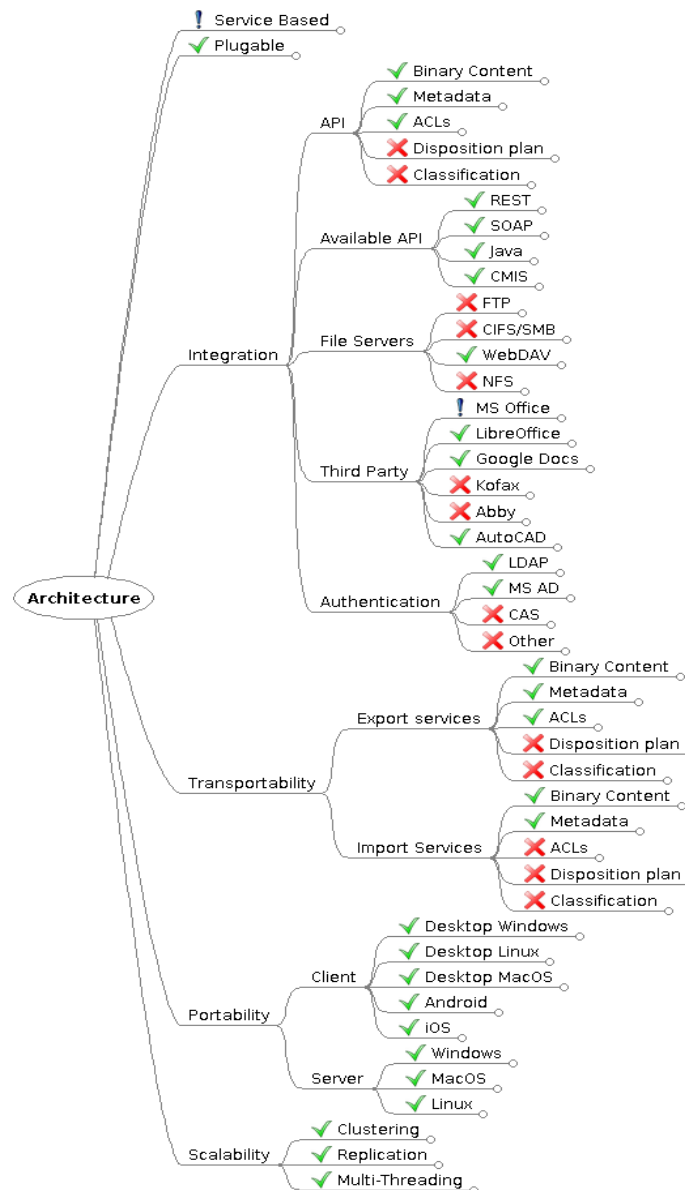 Service Based
Plugable
API
Binary Content
Metadata
ACLs
Disposition plan
Classification
Available API
REST
SOAP
Java
CMIS
Integration
File Servers
FTP
CIFS/SMB
WebDAV
NFS
Third Party
MS Office
LibreOffice
Google Docs
Kofax
Abby
AutoCAD
Authentication
LDAP
MS AD
CAS
Other
Architecture
Transportability
Export services
Binary Content
Metadata
ACLs
Disposition plan
Classification
Import Services
Binary Content
Metadata
ACLs
Disposition plan
Classification
Portability
Client
Desktop Windows
Desktop Linux
Desktop MacOS
Android
iOS
Server
Windows
MacOS
Linux
Scalability
Clustering
Replication
Multi-Threading